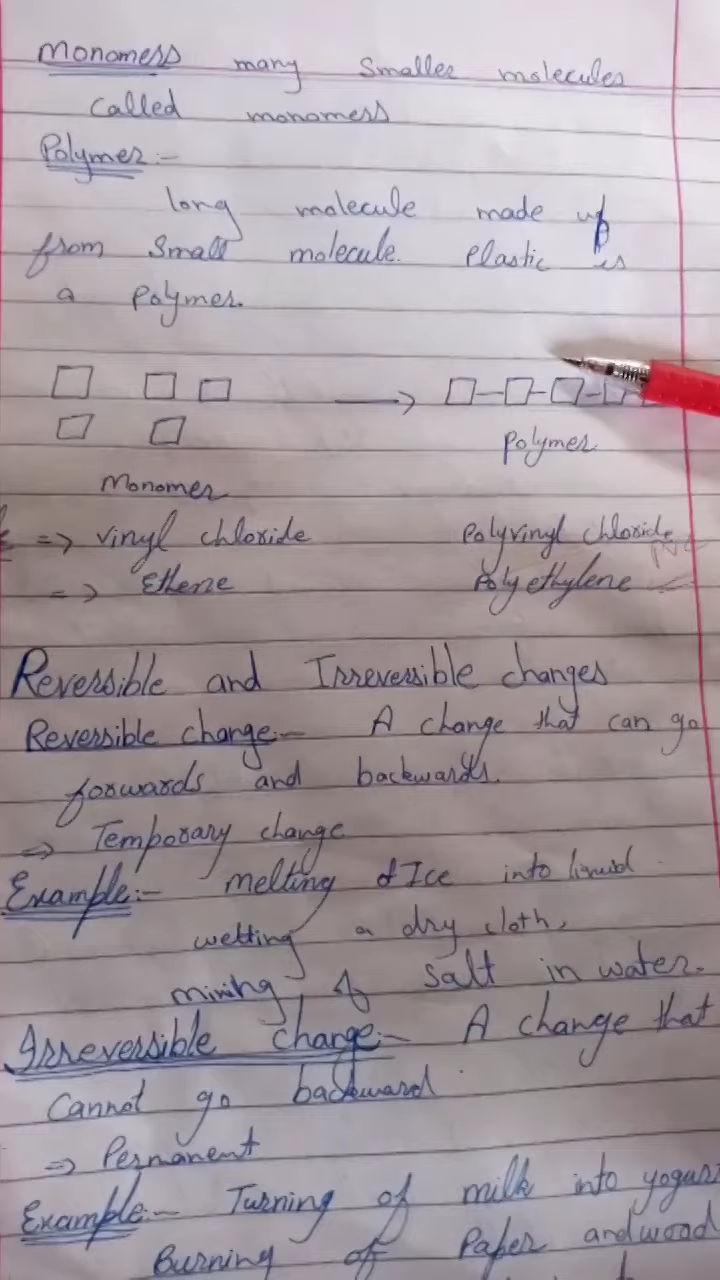 Monomers many smaller molecules
called monomers
Polymer:-
long molecule made up
from small molecule. Plastic is
a polymer.
Polymer
Monomer
=> Vinyl chloride Polyvinyl chloride
PVC
=> Ethene Polyethylene
Reversible and Irreversible changes
Reversible change:- A change that can go
forwards and backwards.
=> Temporary change
Example:- melting of Ice into liquid
wetting a dry cloth,
mixing of salt in water.
Irreversible change:- A change that
Cannot go backward
=> Permanent
Example:- Turning of milk into yogurt
Burning of Paper and wood